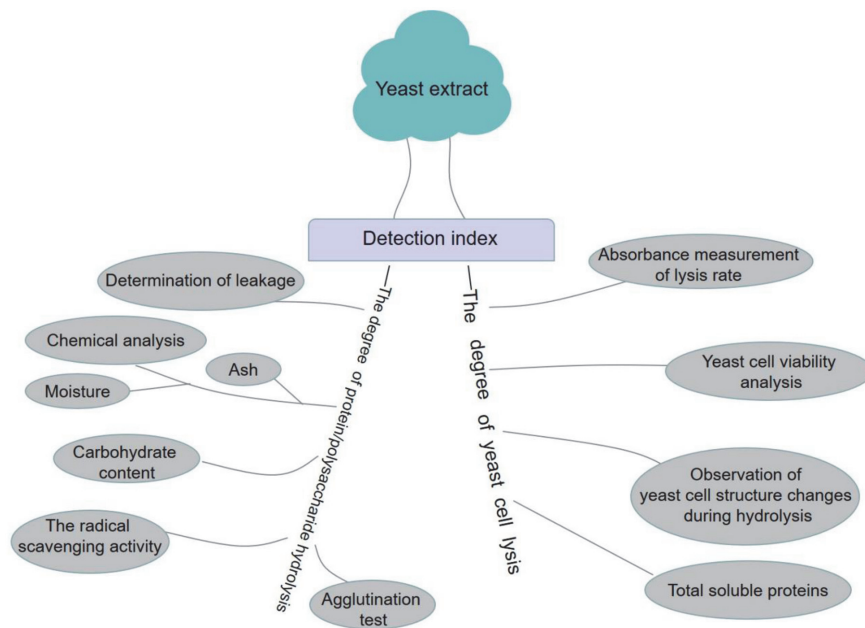 Yeast extract
Detection index
Determination of leakage
Chemical analysis
Ash
Moisture
Carbohydrate
content
The radical
scavenging activity
Agglutination
test
The degree of protein/polysaccharide hydrolysis
The degree of yeast cell lysis
Absorbance measurement
of lysis rate
Yeast cell viability
analysis
Observation of
yeast cell structure changes
during hydrolysis
Total soluble proteins